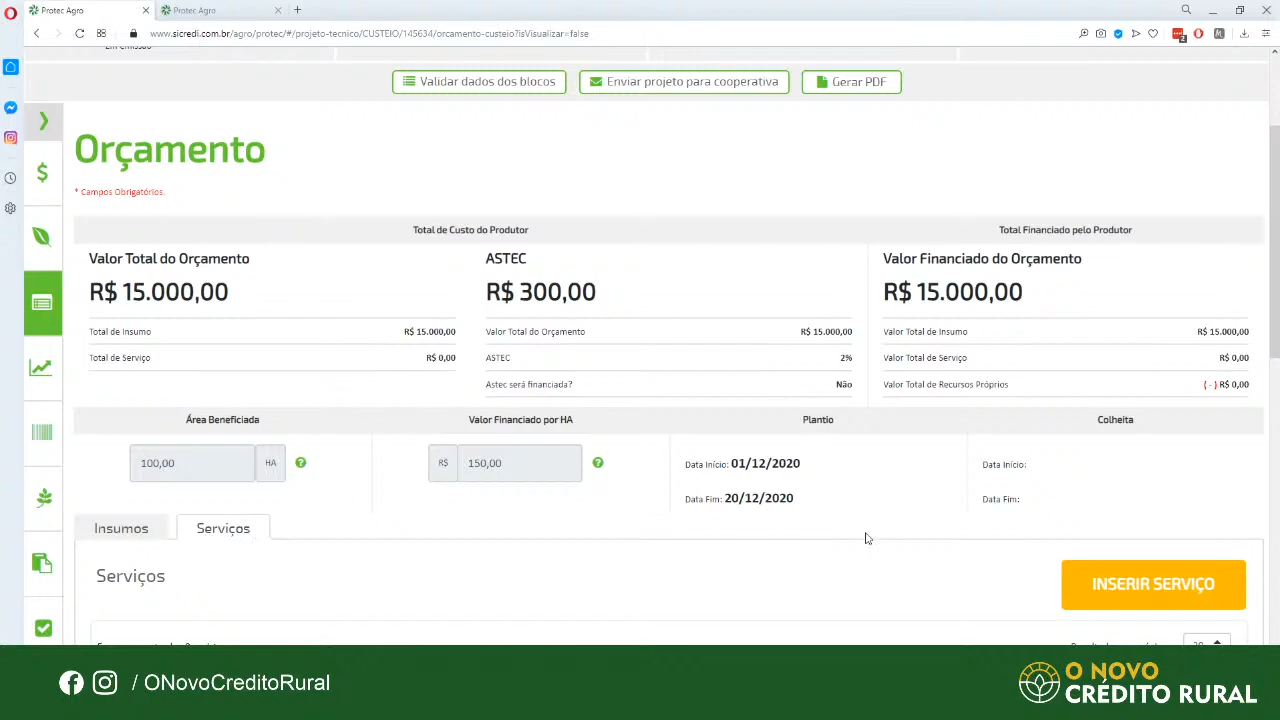 Protec Agro
Protec Agro
www.sicredi.com.br/agro/protec/#/projeto-tecnico/CUSTEIO/145634/orcamento-custeio?isVisualizar=false
2
Validar dados dos blocos
Enviar projeto para cooperativa
Gerar PDF
Orçamento
* Campos Obrigatórios.
Total de Custo do Produtor
Total Financiado pelo Produtor
Valor Total do Orçamento
ASTEC
Valor Financiado do Orçamento
R$ 15.000,00
R$ 300,00
R$ 15.000,00
Total de Insumo R$ 15.000,00
Valor Total do Orçamento R$ 15.000,00
Valor Total de Insumo R$ 15.000,00
Total de Serviço R$ 0,00
ASTEC 2%
Valor Total de Serviço R$ 0,00
Astec será financiada? Não
Valor Total de Recursos Próprios ( - ) R$ 0,00
Área Beneficiada
Valor Financiado por HA
Plantio
Colheita
100,00 HA
R$ 150,00
Data Início: 01/12/2020
Data Início:
Data Fim: 20/12/2020
Data Fim:
Insumos
Serviços
Serviços
INSERIR SERVIÇO
/ ONovoCreditoRural
O NOVO
CRÉDITO RURAL